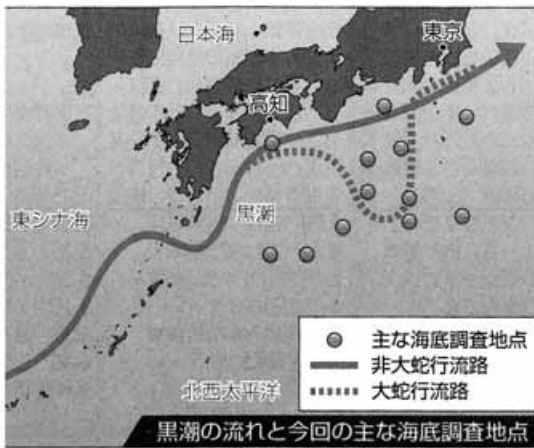 日本海
東京
高知
東シナ海
黒潮
主な海底調査地点
非大蛇行流路
大蛇行流路
北西太平洋
黒潮の流れと今回の主な海底調査地点